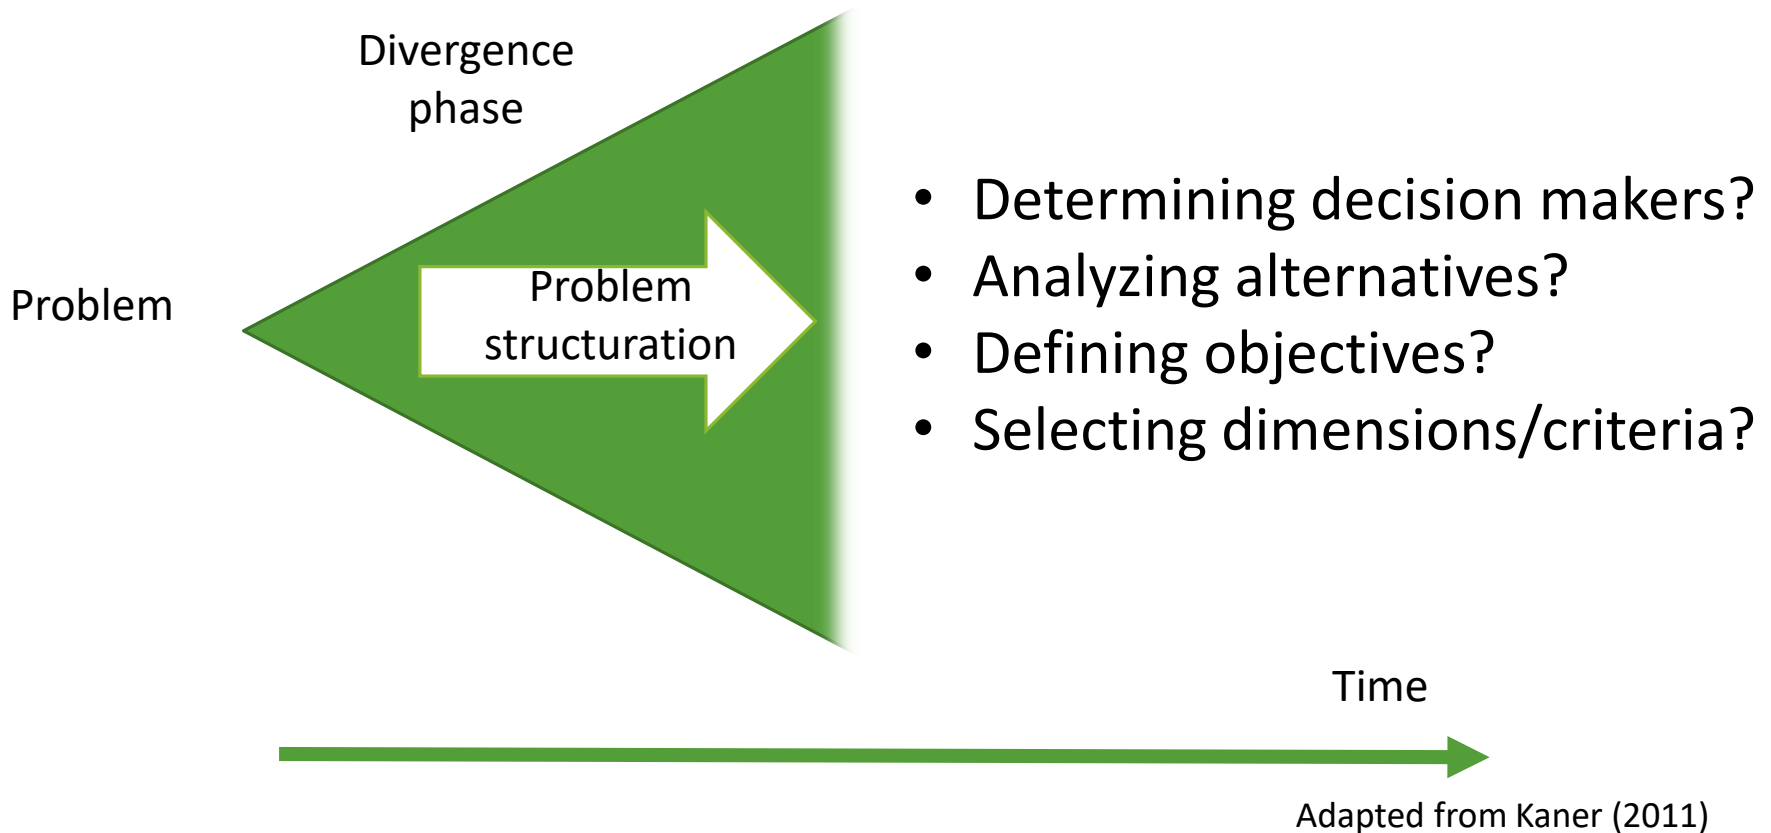 Divergence
phase
Problem
Problem
structuration
• Determining decision makers?
• Analyzing alternatives?
• Defining objectives?
• Selecting dimensions/criteria?
Time
Adapted from Kaner (2011)